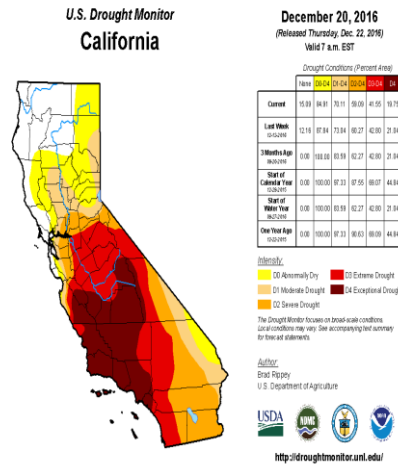 U.S. Drought Monitor
California
December 20, 2016
(Released Thursday, Dec. 22, 2016)
Valid 7 a.m. EST
Drought Conditions (Percent Area)
None D0-D4 D1-D4 D2-D4 D3-D4 D4
Current 15.09 84.91 70.11 59.09 41.55 19.75
Last Week 12.16 87.84 73.04 60.27 42.80 21.04
12-13-2016
3 Months Ago 0.00 100.00 83.59 62.27 42.80 21.04
Start of
Calendar Year 0.00 100.00 97.33 87.55 69.07 44.84
Start of
Water Year 0.00 100.00 83.59 62.27 42.80 21.04
One Year Ago 0.00 100.00 97.33
Intensity:
D0 Abnormally Dry
D1 Moderate Drought
D2 Severe Drought
D3 Extreme Drought
D4 Exceptional Drough
The Drought Monitor focuses on broad-scale conditions.
Local conditions may vary. See accompanying text summary
for forecast statements.
Author:
Brad Rippey
U.S. Department of Agriculture
USDA
NDMC
NOAA
http://droughtmonitor.unl.edu/